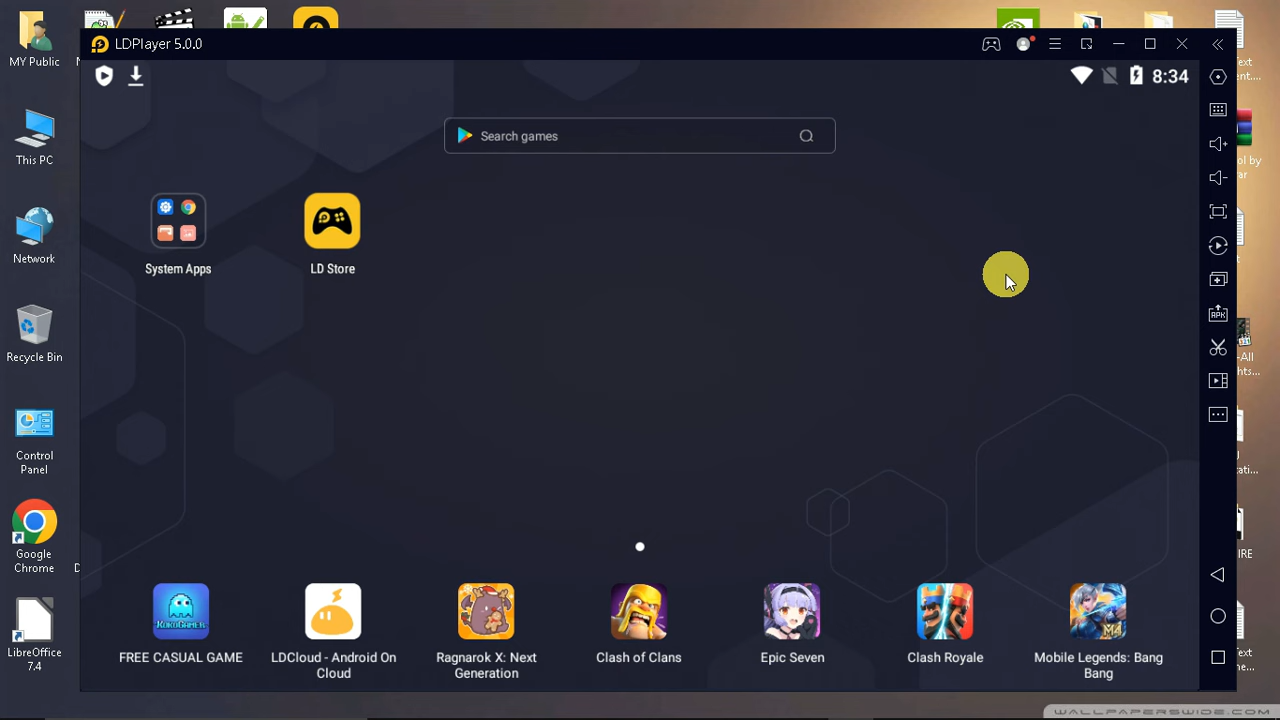 LDPlayer 5.0.0
8:34
Search games
System Apps
LD Store
FREE CASUAL GAME
LDCloud - Android On
Cloud
Ragnarok X: Next
Generation
Clash of Clans
Epic Seven
Clash Royale
Mobile Legends: Bang
Bang
MY Public
This PC
Network
Recycle Bin
Control
Panel
Google
Chrome
LibreOffice
7.4
APK
WALLPAPERSWIDE.COM